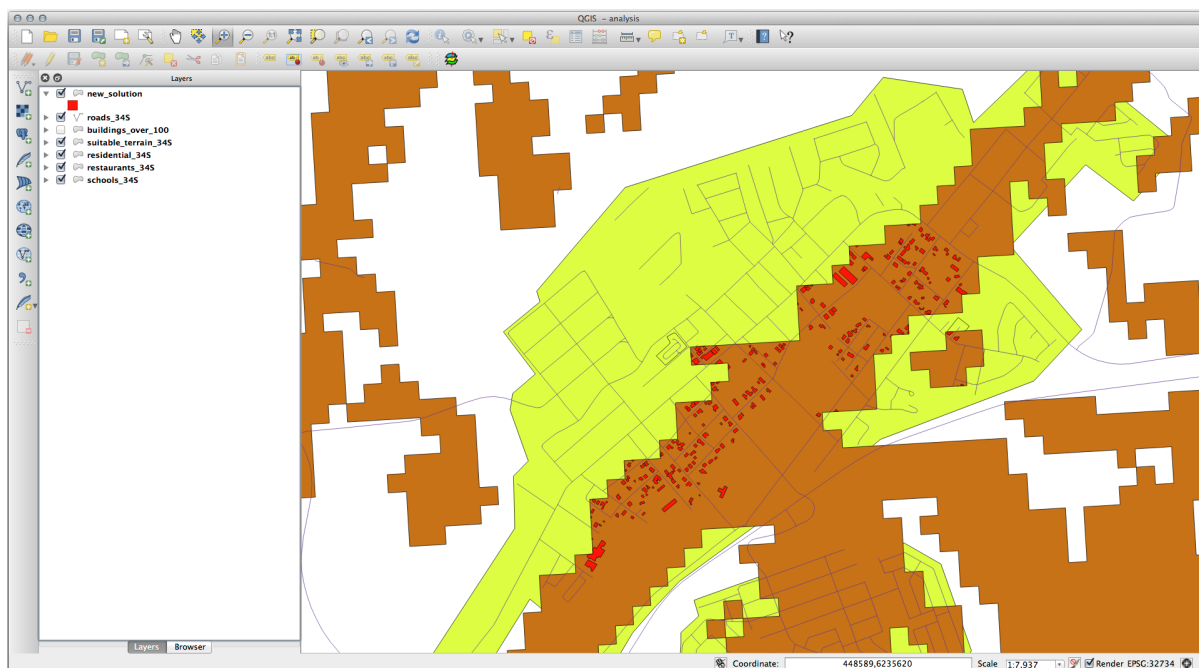 QGIS - analysis
Layers
new_solution
roads_34S
buildings_over_100
suitable_terrain_34S
residential_34S
restaurants_34S
schools_34S
Layers
Browser
Coordinate:
448589,6235620
Scale
1:7,937
Render
EPSG:32734